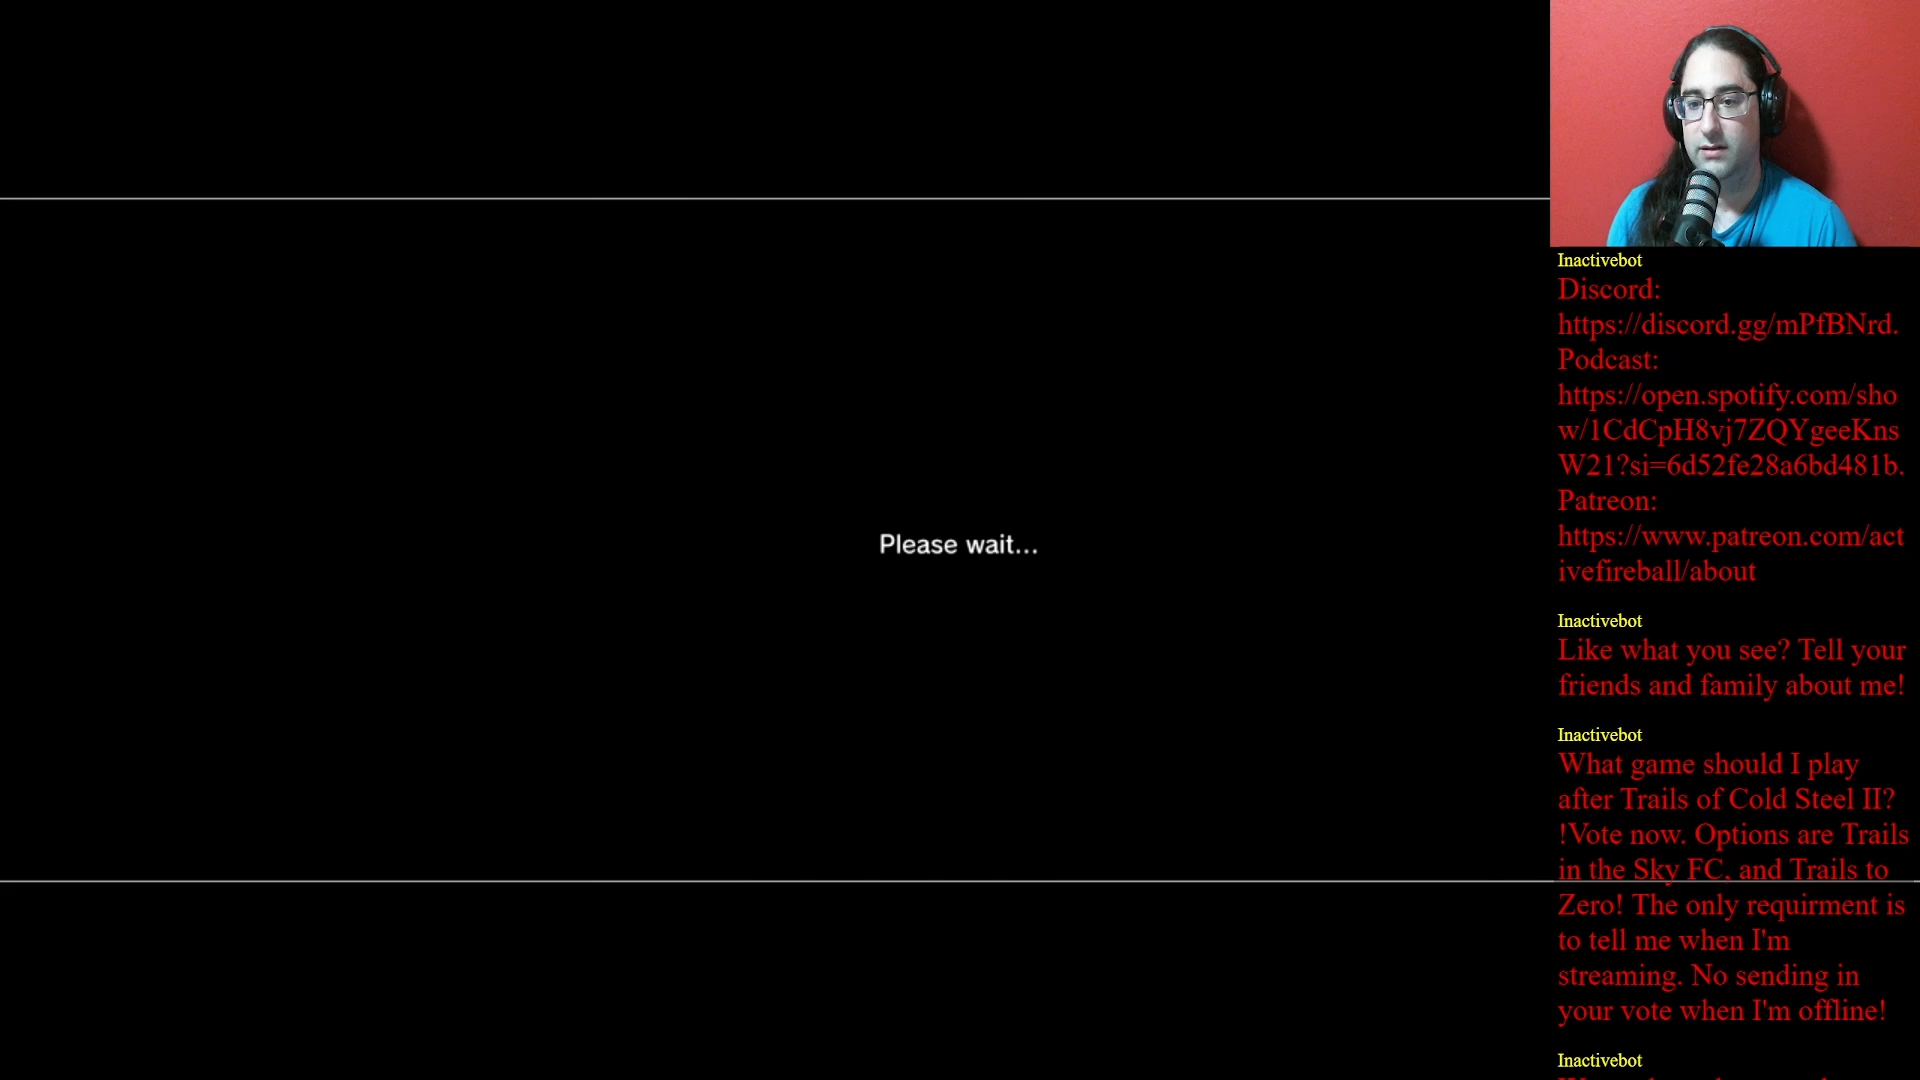 Please wait...
Inactivebot
Discord:
https://discord.gg/mPfBNrd.
Podcast:
https://open.spotify.com/sho
w/1CdCpH8vj7ZQYgeeKns
W21?si=6d52fe28a6bd481b.
Patreon:
https://www.patreon.com/act
ivefireball/about
Inactivebot
Like what you see? Tell your
friends and family about me!
Inactivebot
What game should I play
after Trails of Cold Steel II?
!Vote now. Options are Trails
in the Sky FC, and Trails to
Zero! The only requirment is
to tell me when I'm
streaming. No sending in
your vote when I'm offline!
Inactivebot